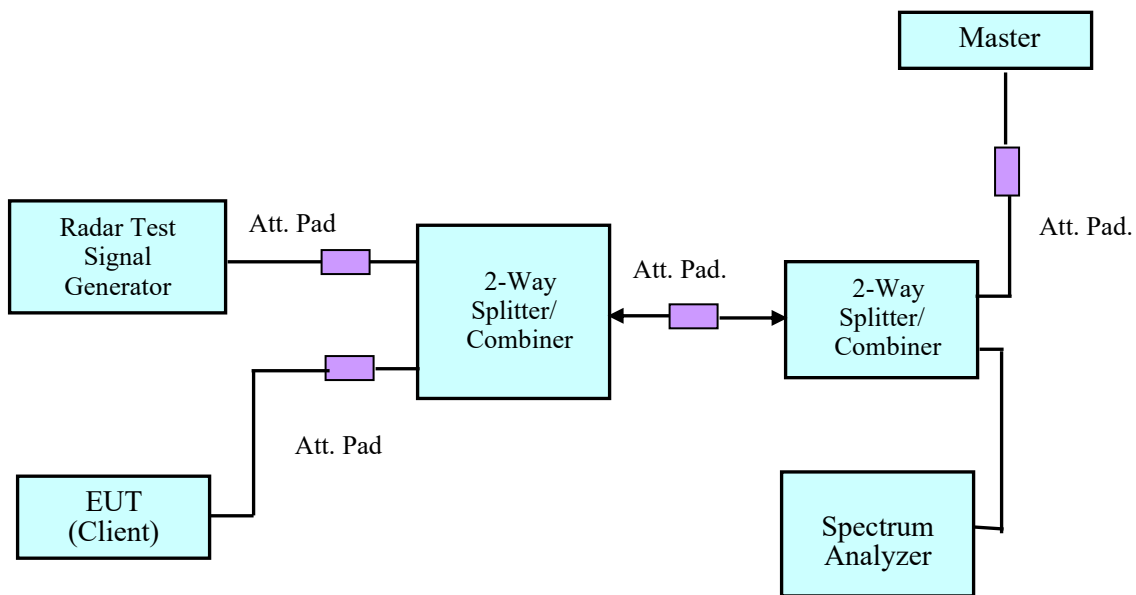 Master
Radar Test
Signal
Generator
Att. Pad
2-Way
Splitter/
Combiner
Att. Pad.
2-Way
Splitter/
Combiner
Att. Pad.
Att. Pad
EUT
(Client)
Spectrum
Analyzer